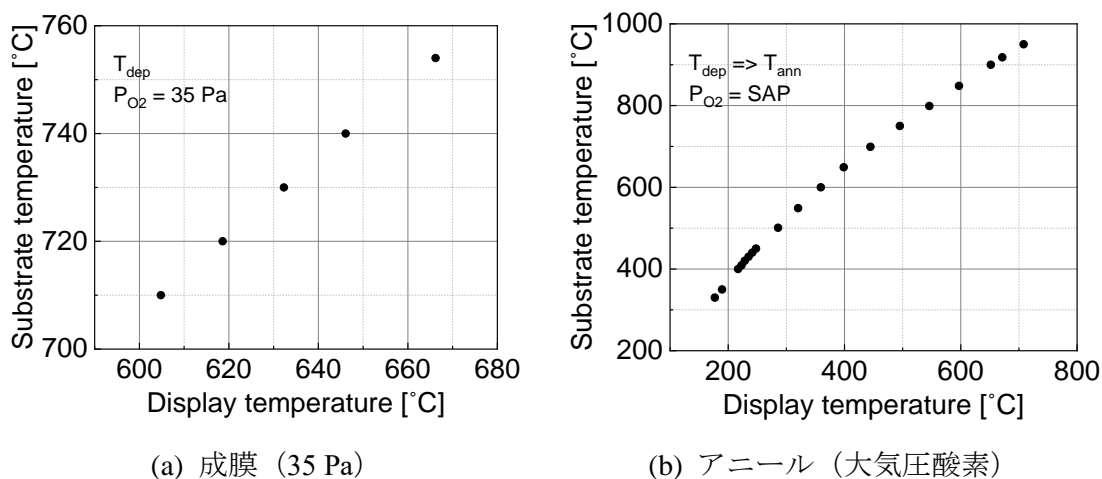 760
740
720
700
600
620
640
660
680
Substrate temperature [˚C]
Display temperature [˚C]
T_dep
P_O2 = 35 Pa
(a) 成膜（35 Pa）
1000
800
600
400
200
200
400
600
800
Substrate temperature [˚C]
Display temperature [˚C]
T_dep => T_ann
P_O2 = SAP
(b) アニール（大気圧酸素）